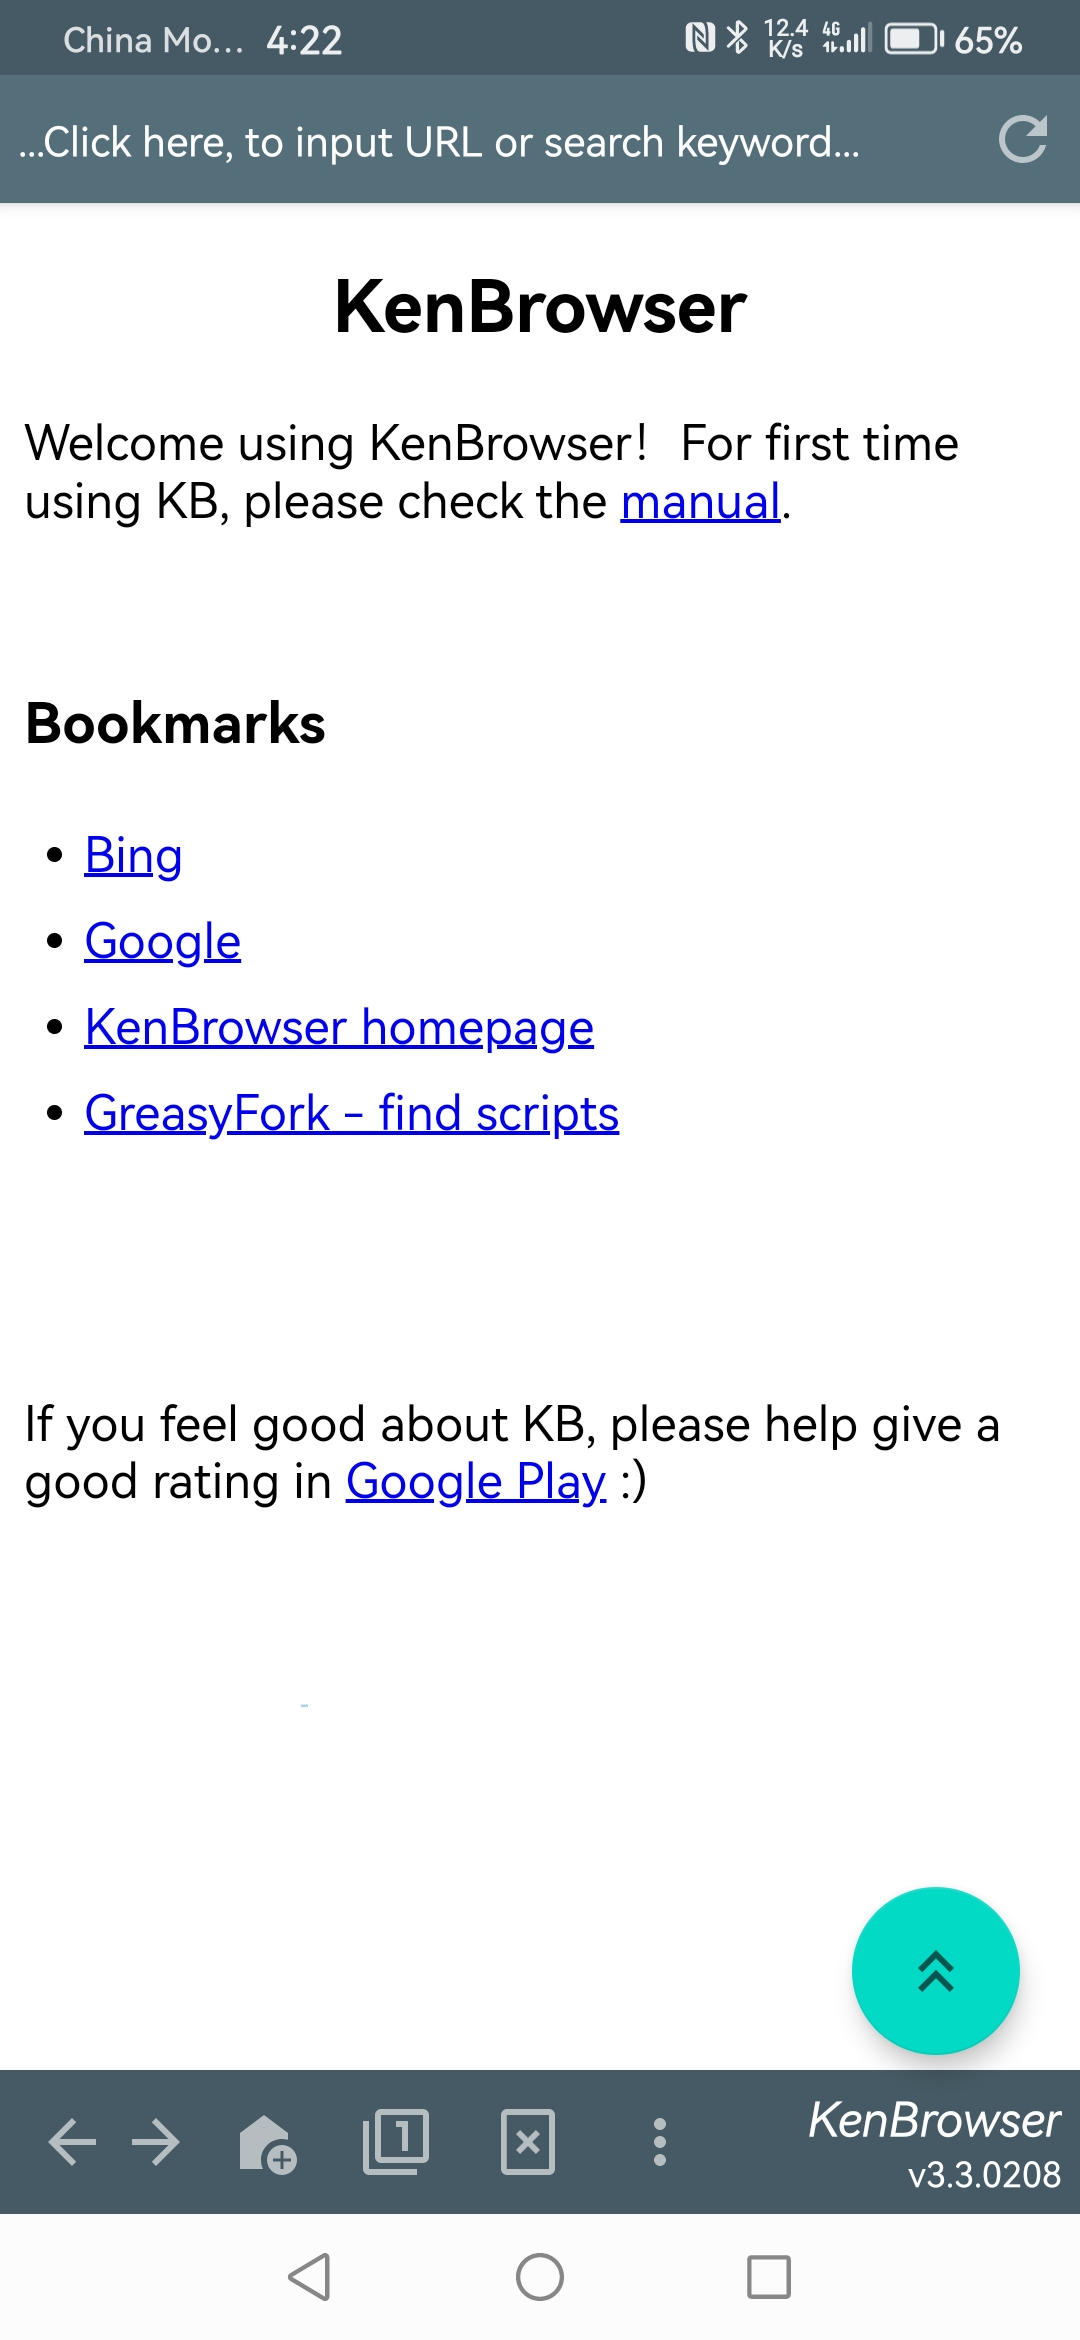 China Mo... 4:22 12.4 K/s 4G 65%
...Click here, to input URL or search keyword...
KenBrowser
Welcome using KenBrowser! For first time
using KB, please check the manual.
Bookmarks
• Bing
• Google
• KenBrowser homepage
• GreasyFork - find scripts
If you feel good about KB, please help give a
good rating in Google Play :)
1
KenBrowser
v3.3.0208